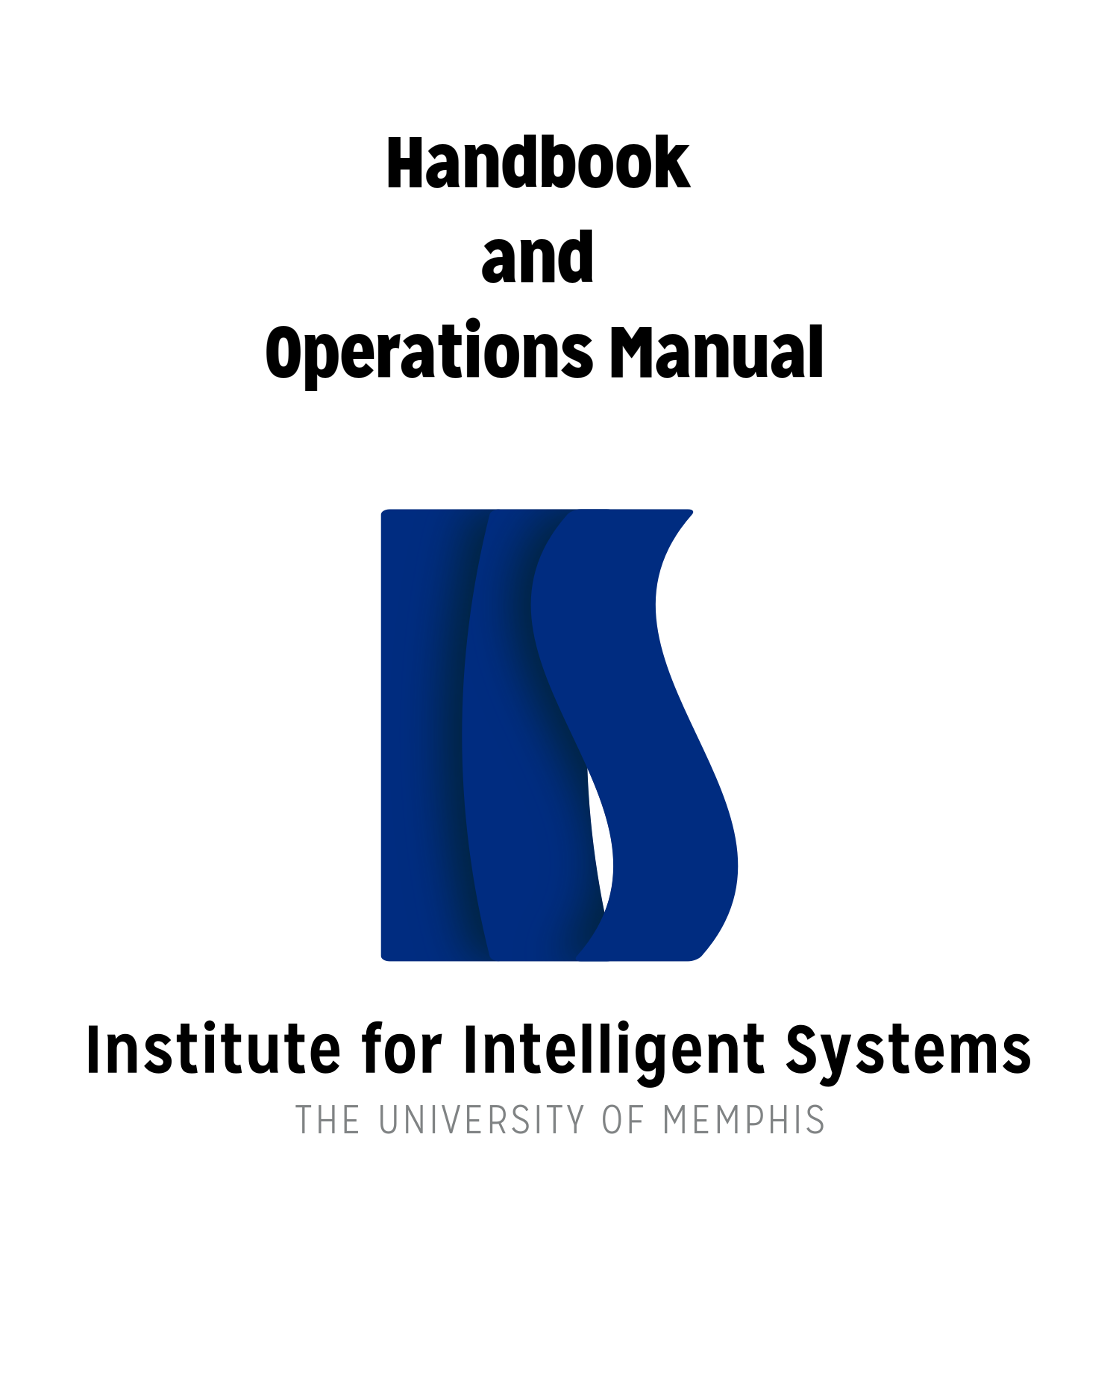 Handbook
and
Operations Manual
Institute for Intelligent Systems
THE UNIVERSITY OF MEMPHIS